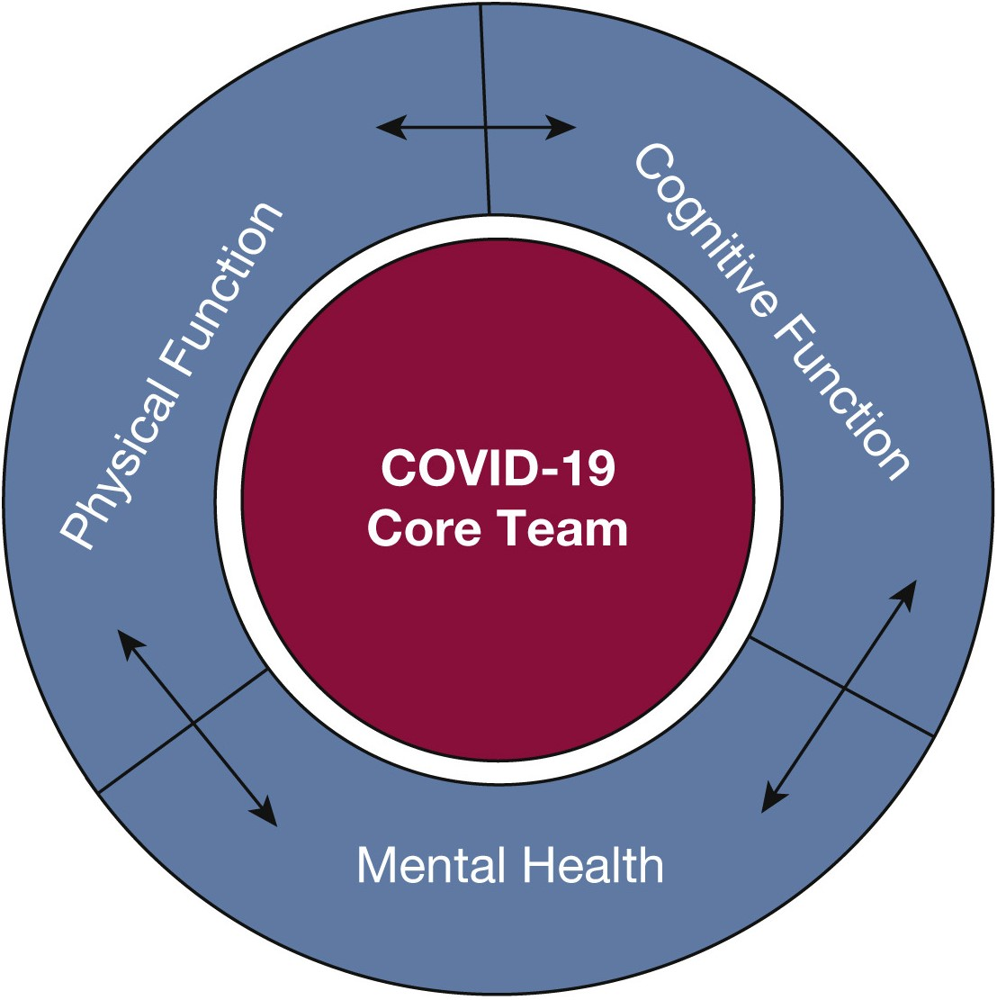 Physical Function
Cognitive Function
COVID-19
Core Team
Mental Health